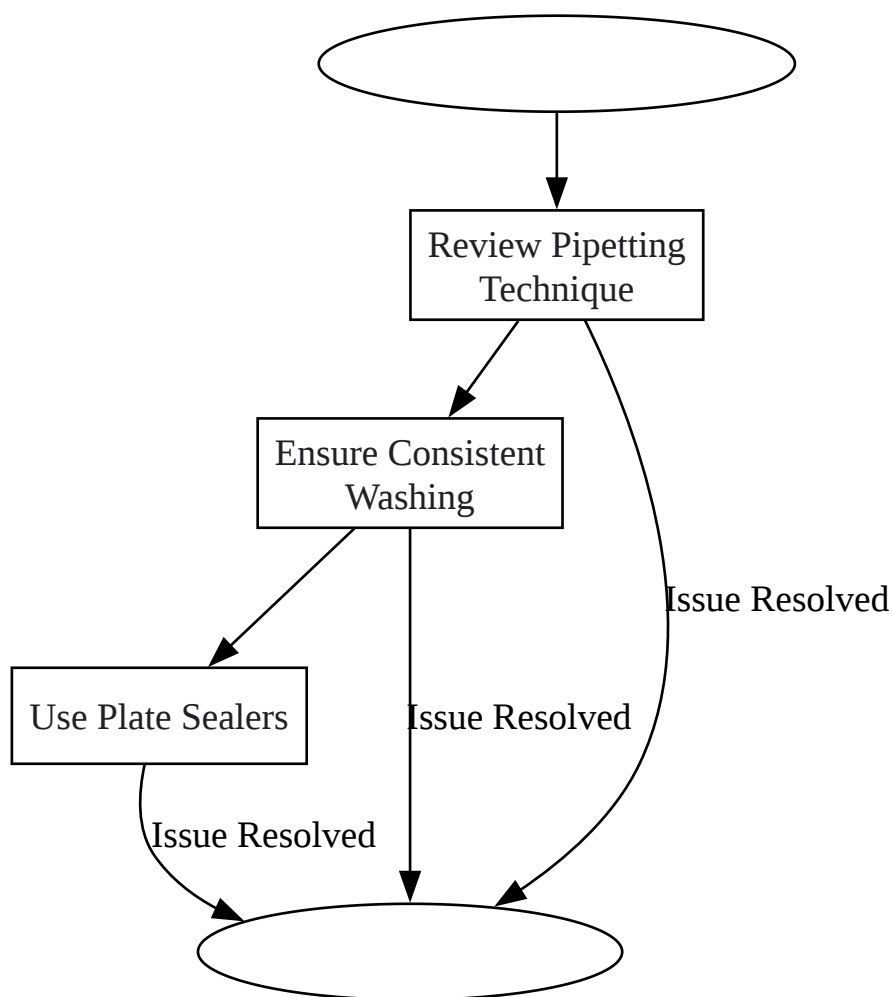 Review Pipetting
Technique
Ensure Consistent
Washing
Issue Resolved
Use Plate Sealers
Issue Resolved
Issue Resolved